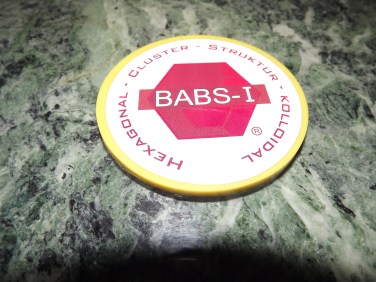 HEXAGONAL - CLUSTER - STRUKTUR - KOLLOIDAL
BABS-I
®